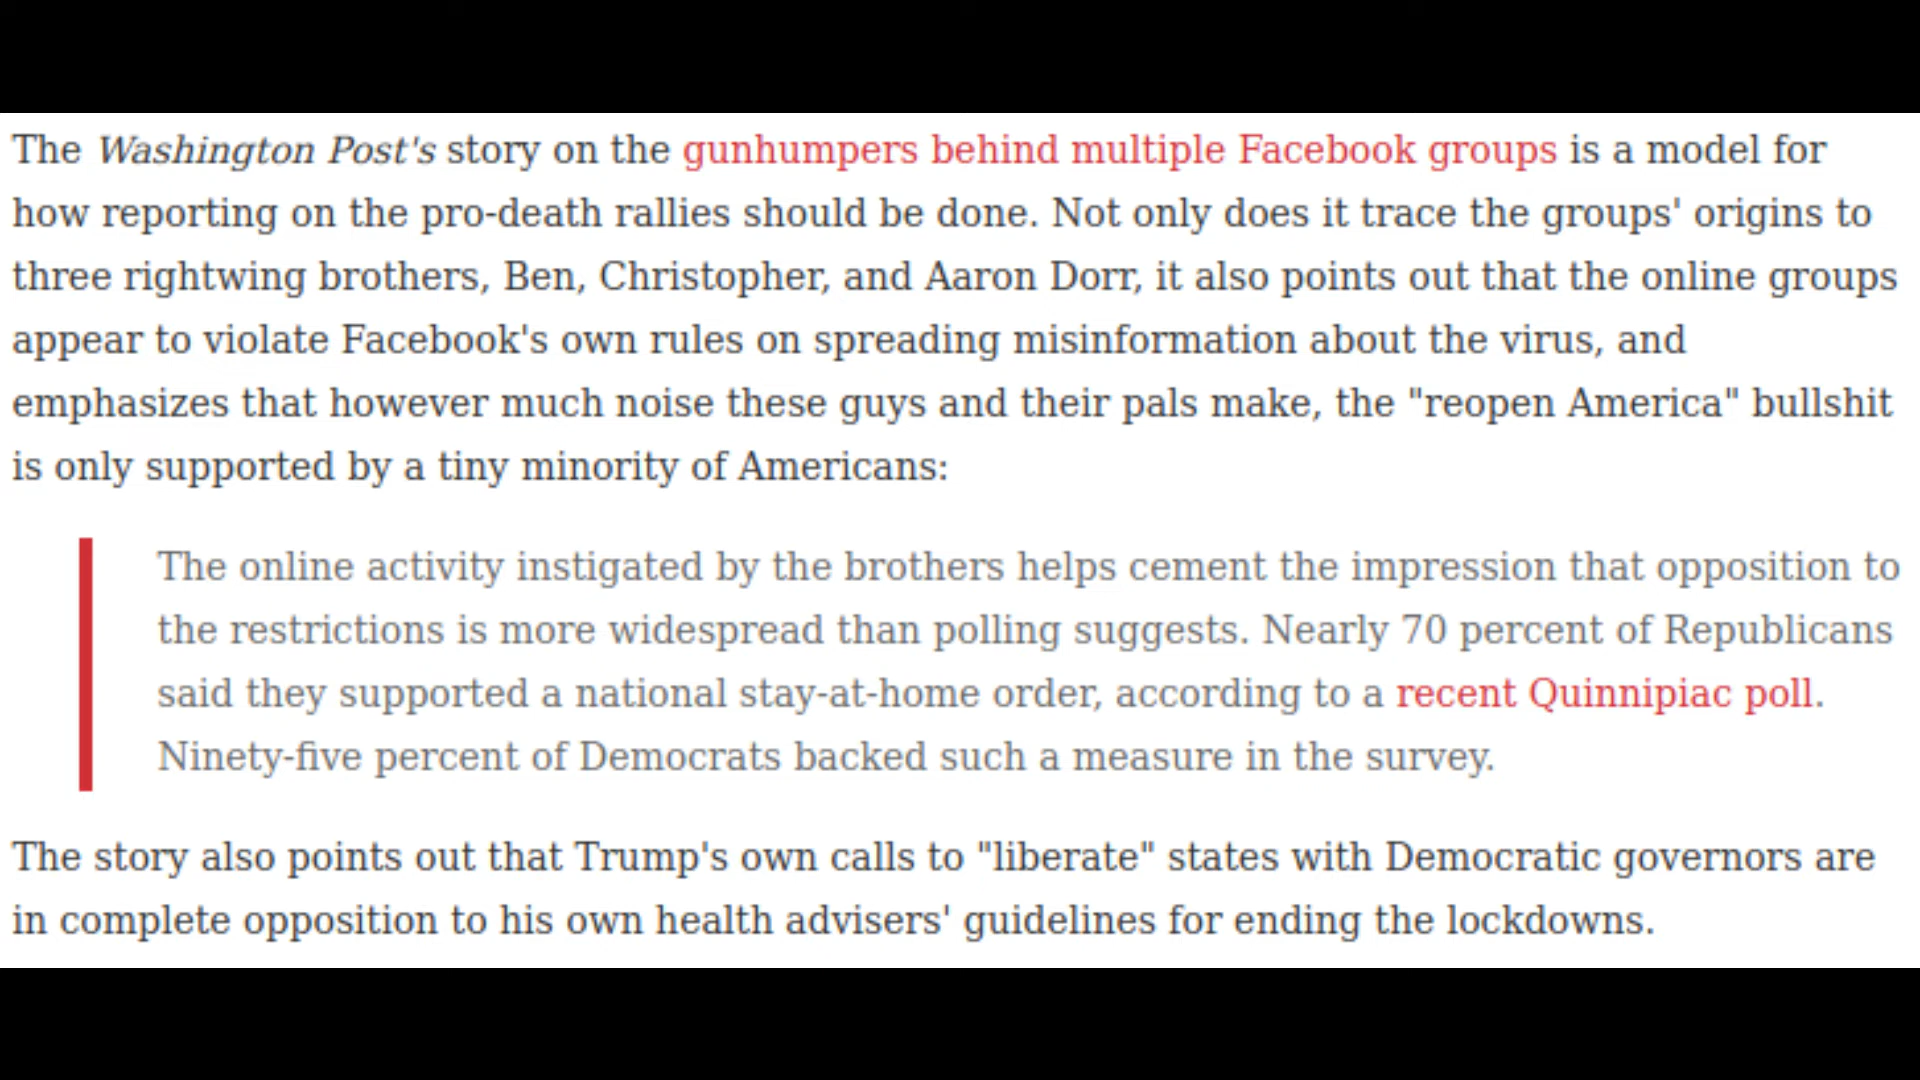 The Washington Post's story on the gunhumpers behind multiple Facebook groups is a model for
how reporting on the pro-death rallies should be done. Not only does it trace the groups' origins to
three rightwing brothers, Ben, Christopher, and Aaron Dorr, it also points out that the online groups
appear to violate Facebook's own rules on spreading misinformation about the virus, and
emphasizes that however much noise these guys and their pals make, the "reopen America" bullshit
is only supported by a tiny minority of Americans:
The online activity instigated by the brothers helps cement the impression that opposition to
the restrictions is more widespread than polling suggests. Nearly 70 percent of Republicans
said they supported a national stay-at-home order, according to a recent Quinnipiac poll.
Ninety-five percent of Democrats backed such a measure in the survey.
The story also points out that Trump's own calls to "liberate" states with Democratic governors are
in complete opposition to his own health advisers' guidelines for ending the lockdowns.